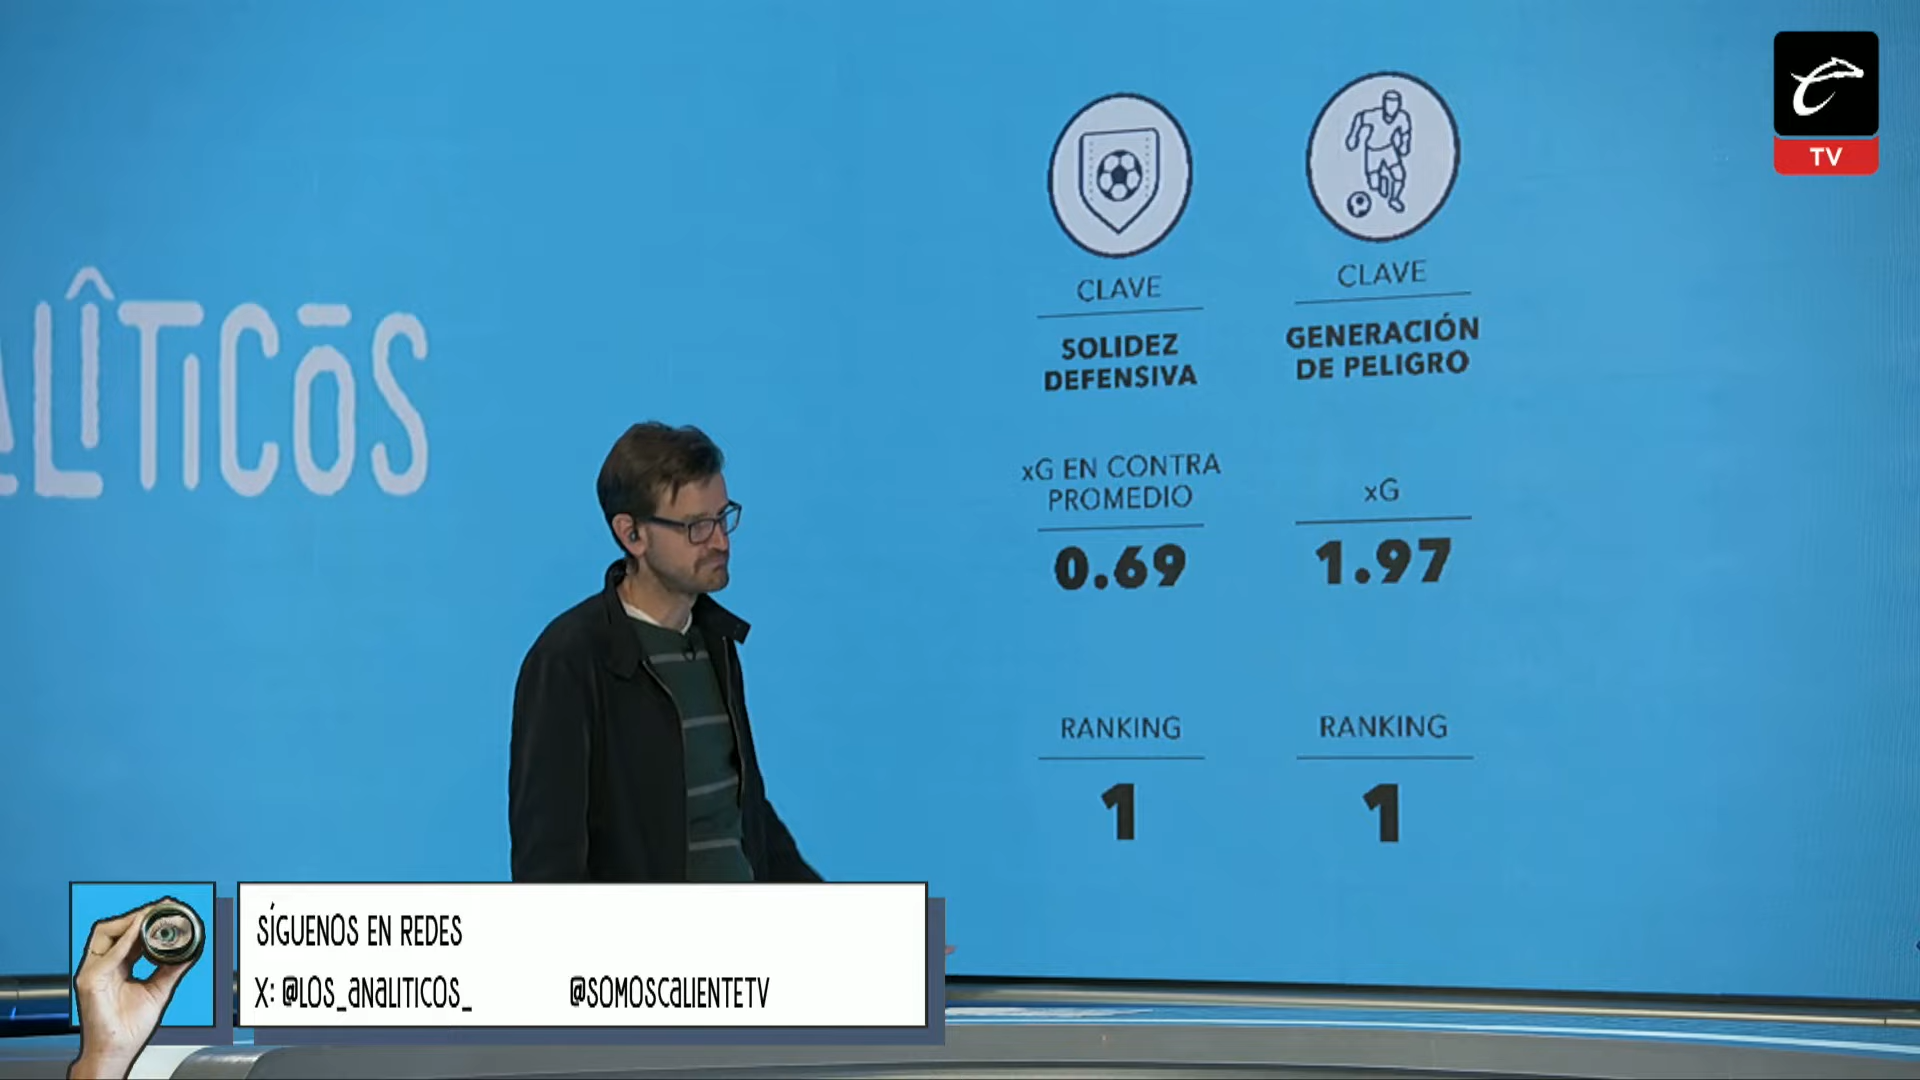 TV
ALÎTICŌS
CLAVE
SOLIDEZ
DEFENSIVA
xG EN CONTRA
PROMEDIO
0.69
RANKING
1
CLAVE
GENERACIÓN
DE PELIGRO
xG
1.97
RANKING
1
SÍGUENOS EN REDES
X: @LOS_aNaLITICOS_ @SOMOSCaLIENTETV